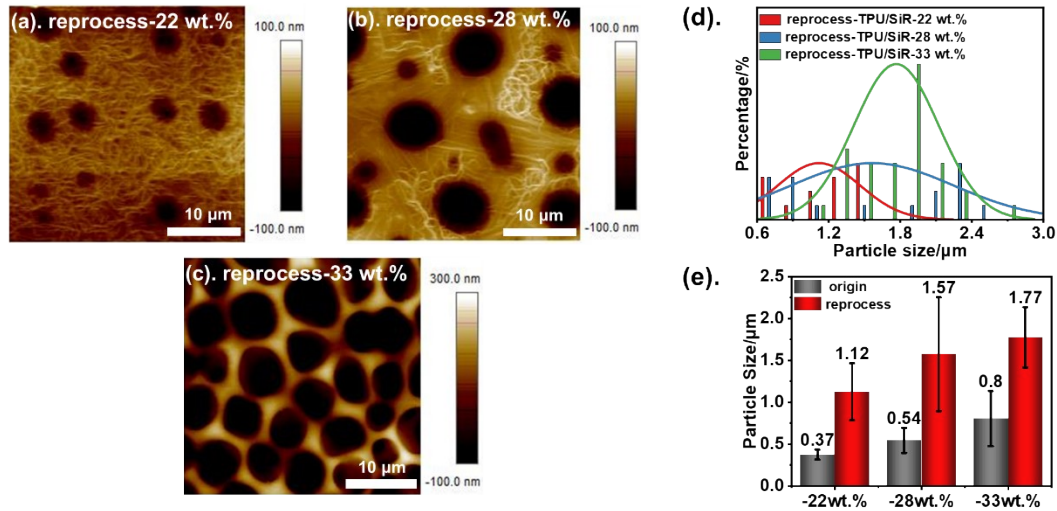 (a). reprocess-22 wt.%
100.0 nm
10 µm
-100.0 nm
(b). reprocess-28 wt.%
100.0 nm
10 µm
-100.0 nm
(c). reprocess-33 wt.%
300.0 nm
10 µm
-100.0 nm
(d).
reprocess-TPU/SiR-22 wt.%
reprocess-TPU/SiR-28 wt.%
reprocess-TPU/SiR-33 wt.%
Percentage/%
0.6 1.2 1.8 2.4 3.0
Particle size/µm
(e).
origin
reprocess
Particle Size/µm
2.5
2.0
1.5
1.0
0.5
0.0
0.37
1.12
0.54
1.57
0.8
1.77
-22wt.% -28wt.% -33wt.%